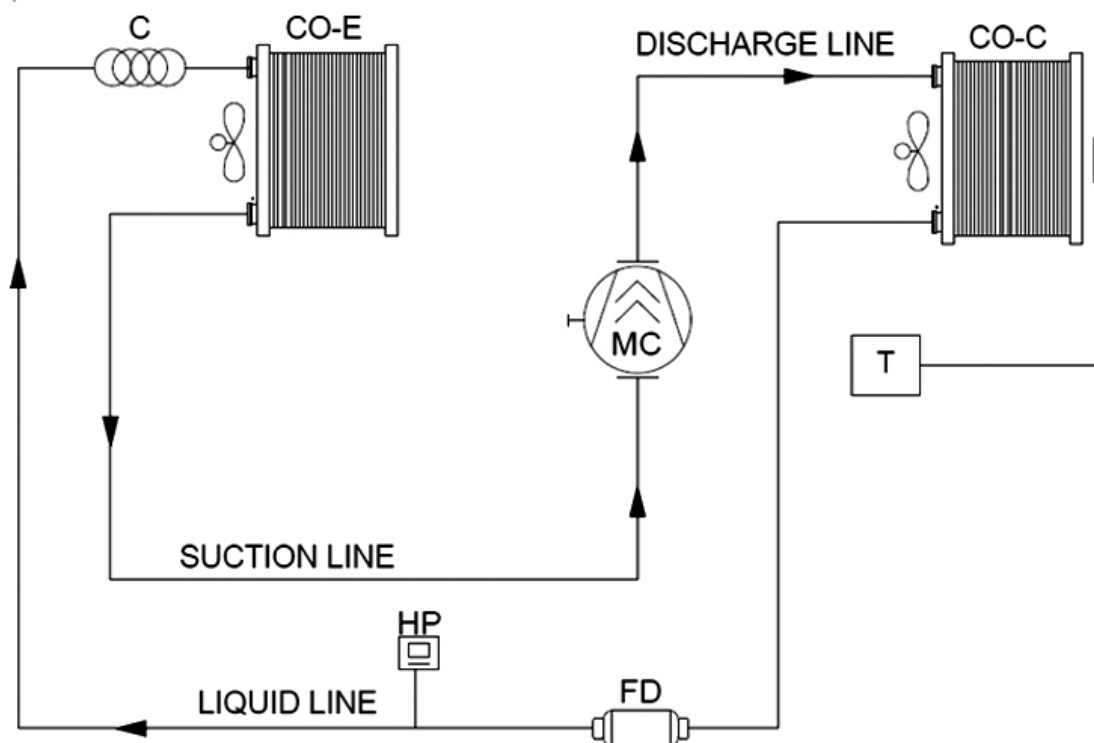 C
CO-E
DISCHARGE LINE
CO-C
MC
T
SUCTION LINE
HP
LIQUID LINE
FD